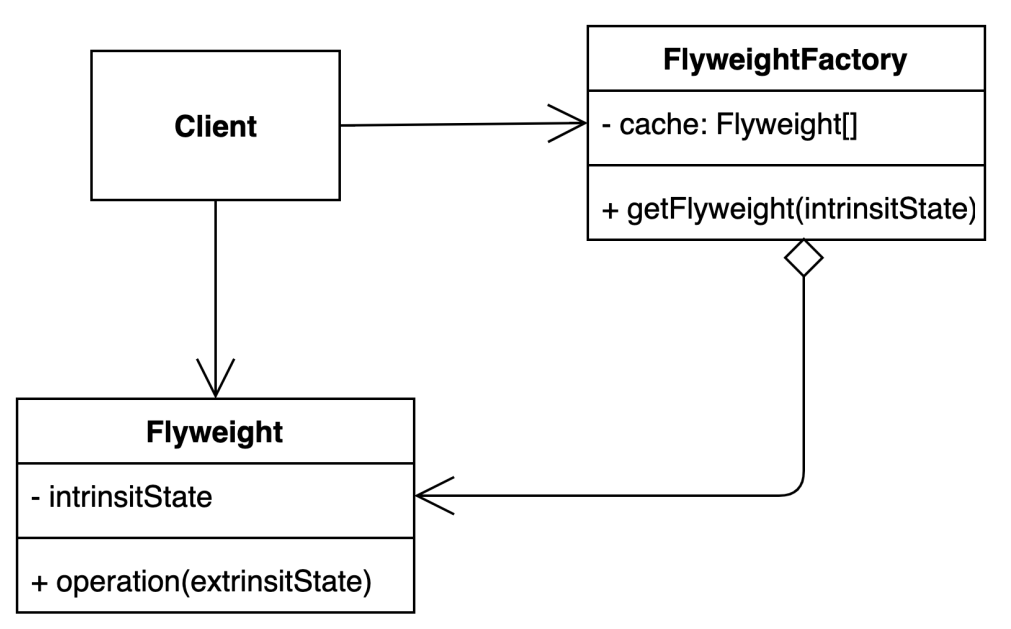 Client
FlyweightFactory
- cache: Flyweight[]
+ getFlyweight(intrinsitState)
Flyweight
- intrinsitState
+ operation(extrinsitState)